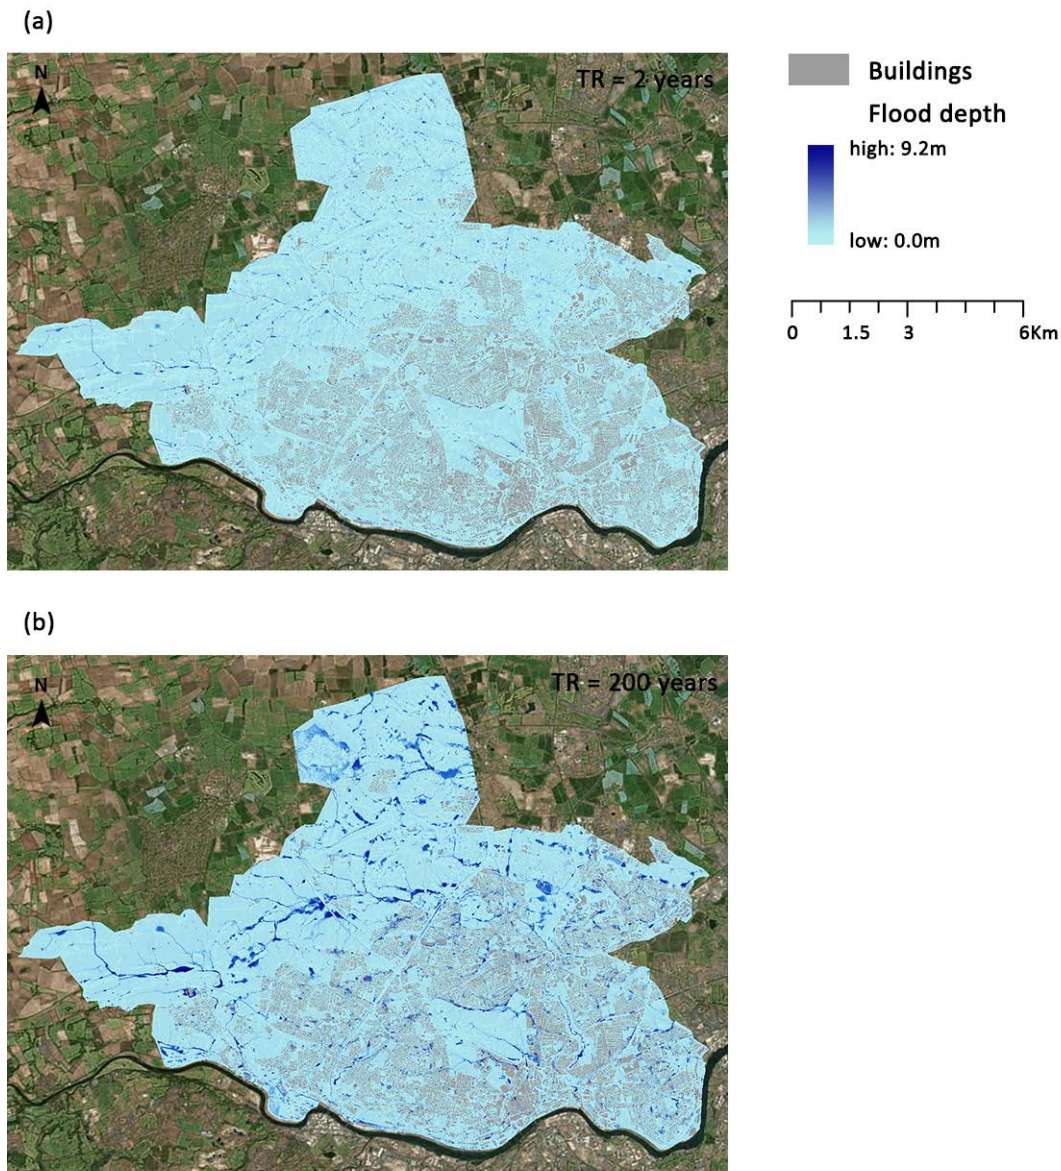 (a)
N
TR = 2 years
Buildings
Flood depth
high: 9.2m
low: 0.0m
0 1.5 3 6Km
(b)
N
TR = 200 years